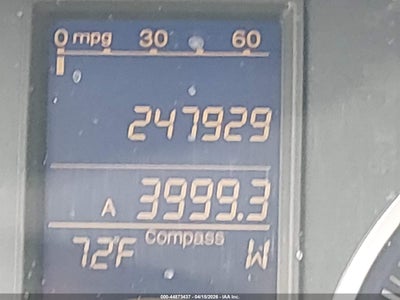 0 mpg 30 60
247929
A 3999.3
compass
72F W
000-44873437 - 04/15/2026 - IAA Inc.